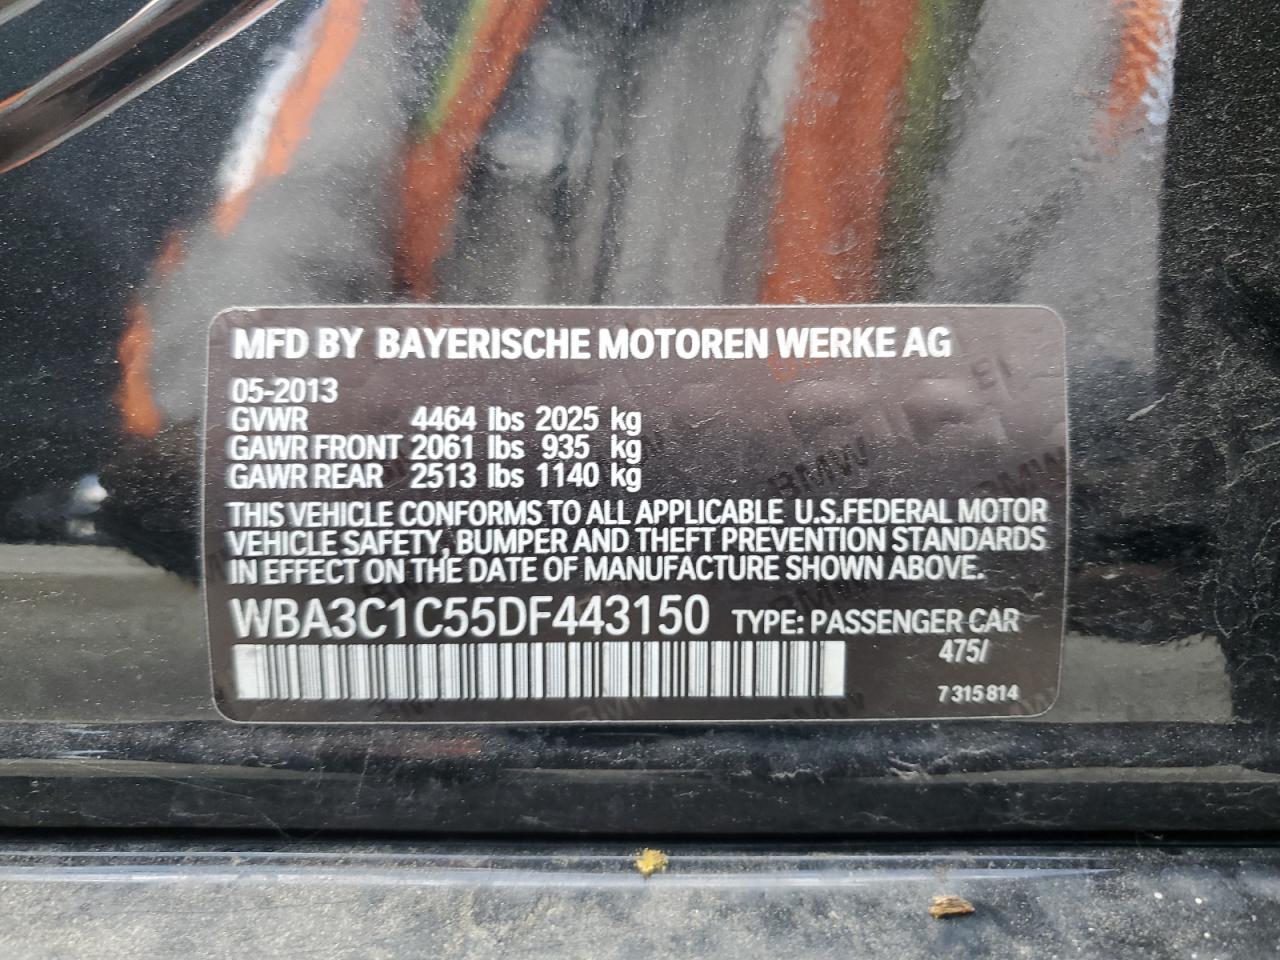 MFD BY BAYERISCHE MOTOREN WERKE AG
05-2013
GVWR 4464 lbs 2025 kg
GAWR FRONT 2061 lbs 935 kg
GAWR REAR 2513 lbs 1140 kg
THIS VEHICLE CONFORMS TO ALL APPLICABLE U.S.FEDERAL MOTOR
VEHICLE SAFETY, BUMPER AND THEFT PREVENTION STANDARDS
IN EFFECT ON THE DATE OF MANUFACTURE SHOWN ABOVE.
WBA3C1C55DF443150 TYPE: PASSENGER CAR
475/
7 315 814